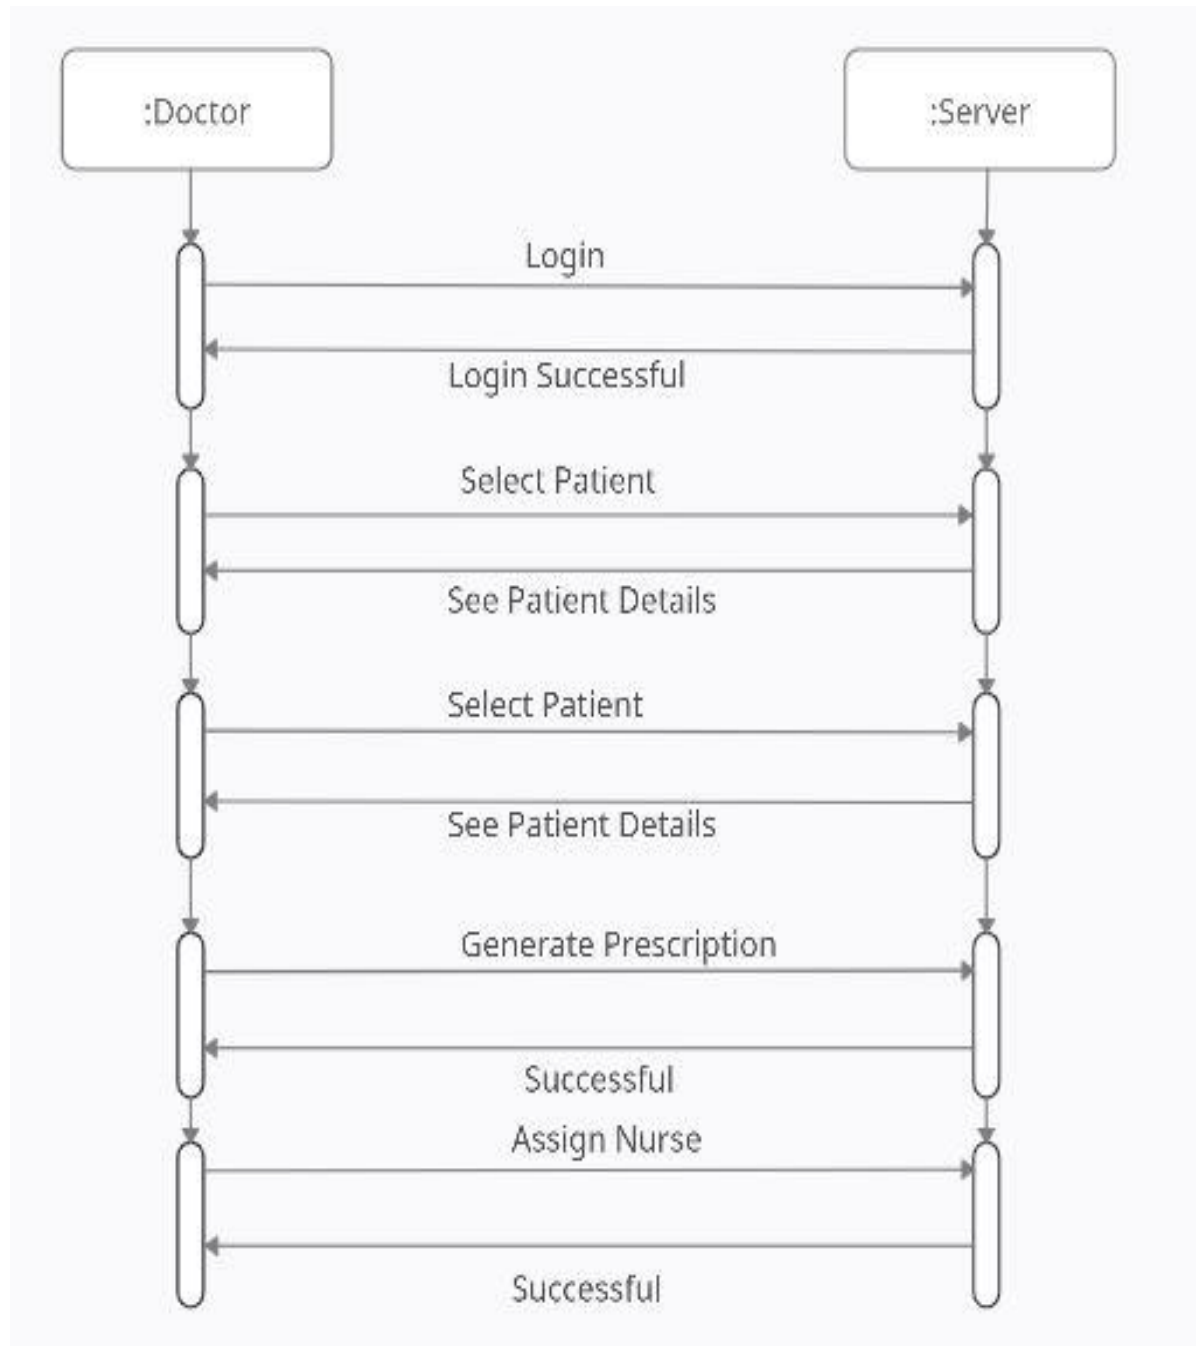 :Doctor
:Server
Login
Login Successful
Select Patient
See Patient Details
Select Patient
See Patient Details
Generate Prescription
Successful
Assign Nurse
Successful